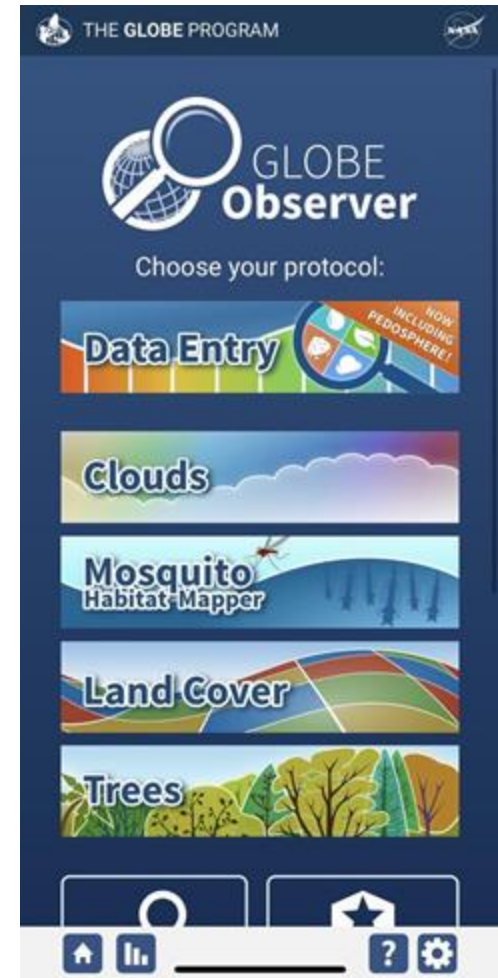 THE GLOBE PROGRAM
NASA
GLOBE
Observer
Choose your protocol:
Data Entry
NOW
INCLUDING
PEDOSPHERE!
Clouds
Mosquito
Habitat Mapper
Land Cover
Trees
?